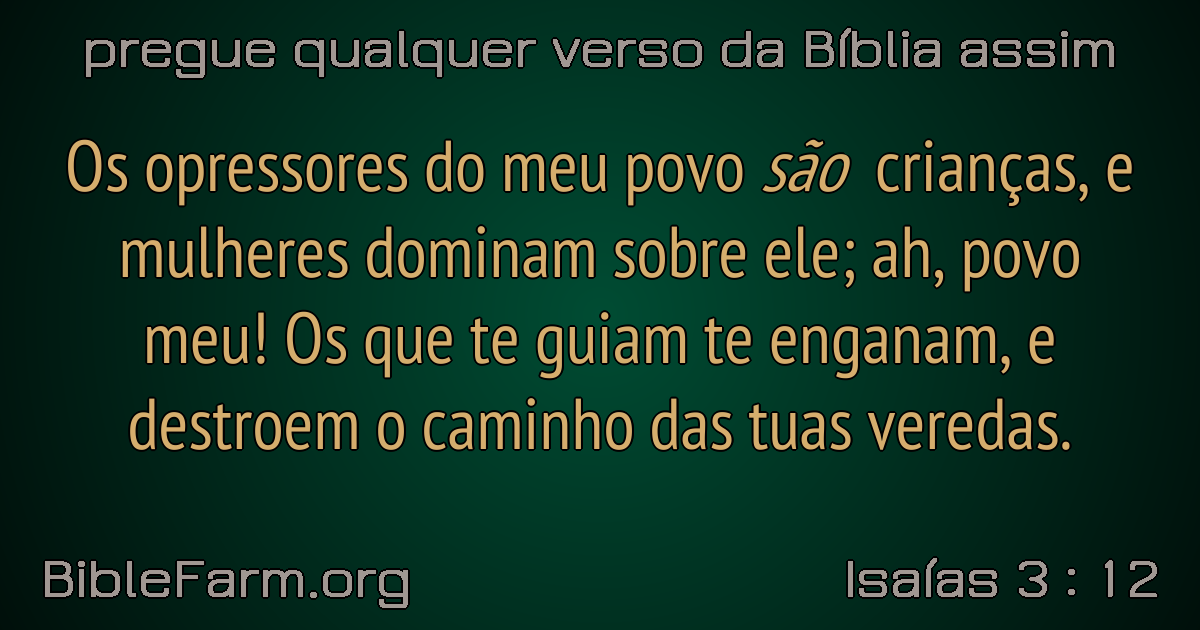 pregue qualquer verso da Bíblia assim
Os opressores do meu povo são crianças, e
mulheres dominam sobre ele; ah, povo
meu! Os que te guiam te enganam, e
destroem o caminho das tuas veredas.
BibleFarm.org
Isaías 3 : 12